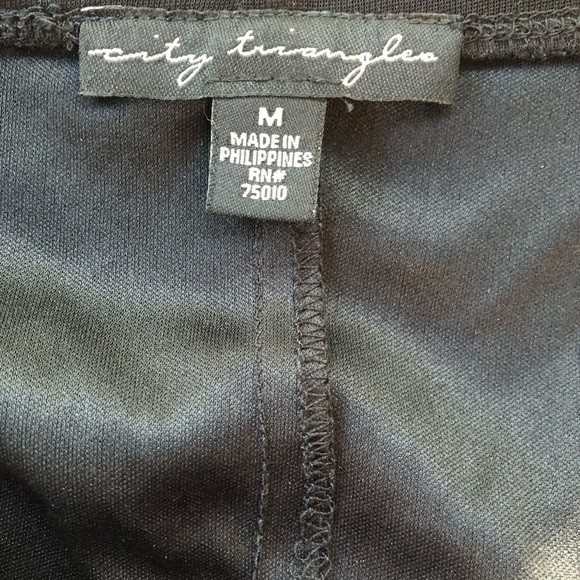 city triangles
M
MADE IN
PHILIPPINES
RN#
75010